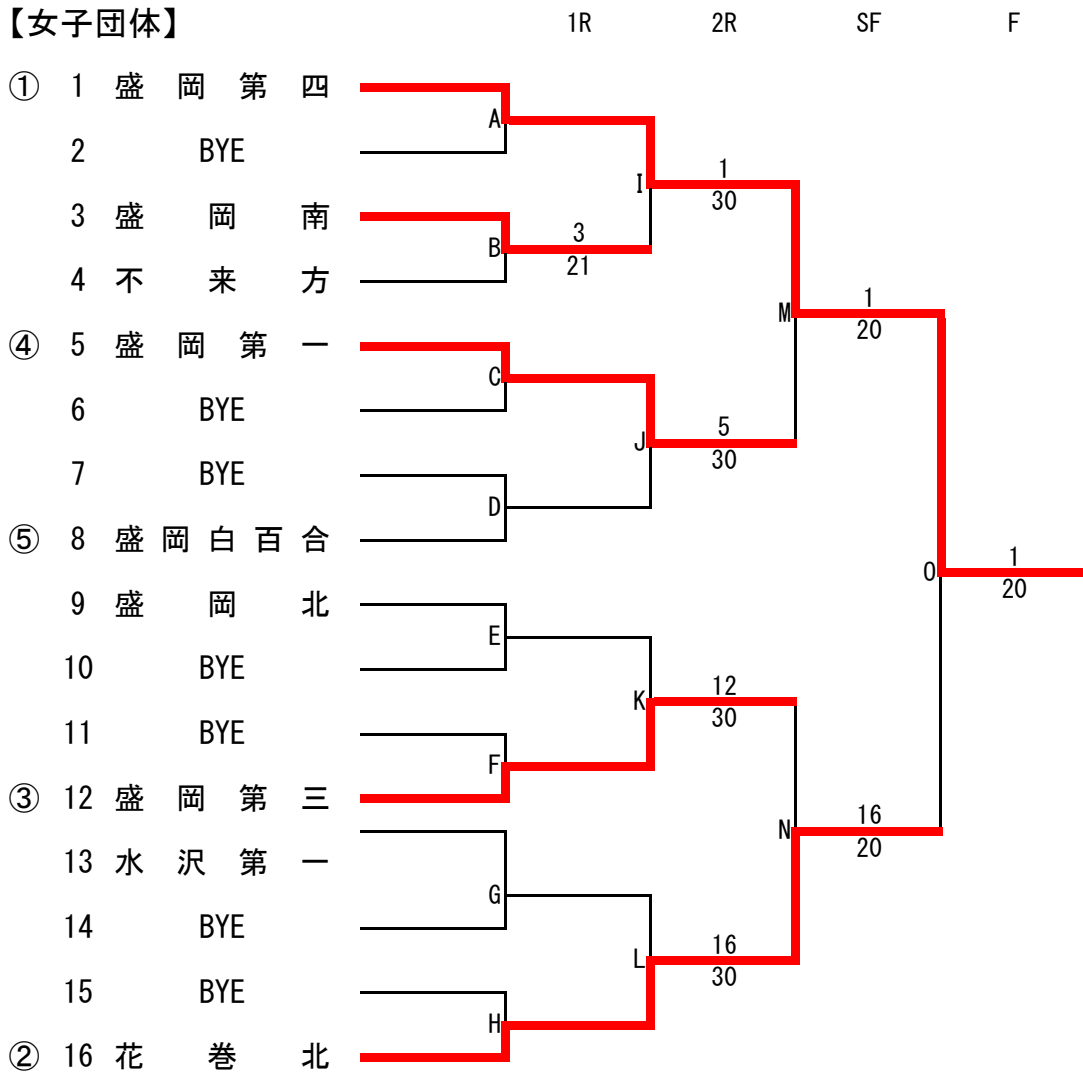 【女子団体】 1R 2R SF F
① 1 盛岡第四
A
2 BYE
I 1
30
3 盛岡南
B 3
21
4 不来方
M 1
20
④ 5 盛岡第一
C
6 BYE
J 5
30
7 BYE
D
⑤ 8 盛岡白百合
O 1
20
9 盛岡北
E
10 BYE
K 12
30
11 BYE
F
③ 12 盛岡第三
N 16
20
13 水沢第一
G
14 BYE
L 16
30
15 BYE
H
② 16 花巻北